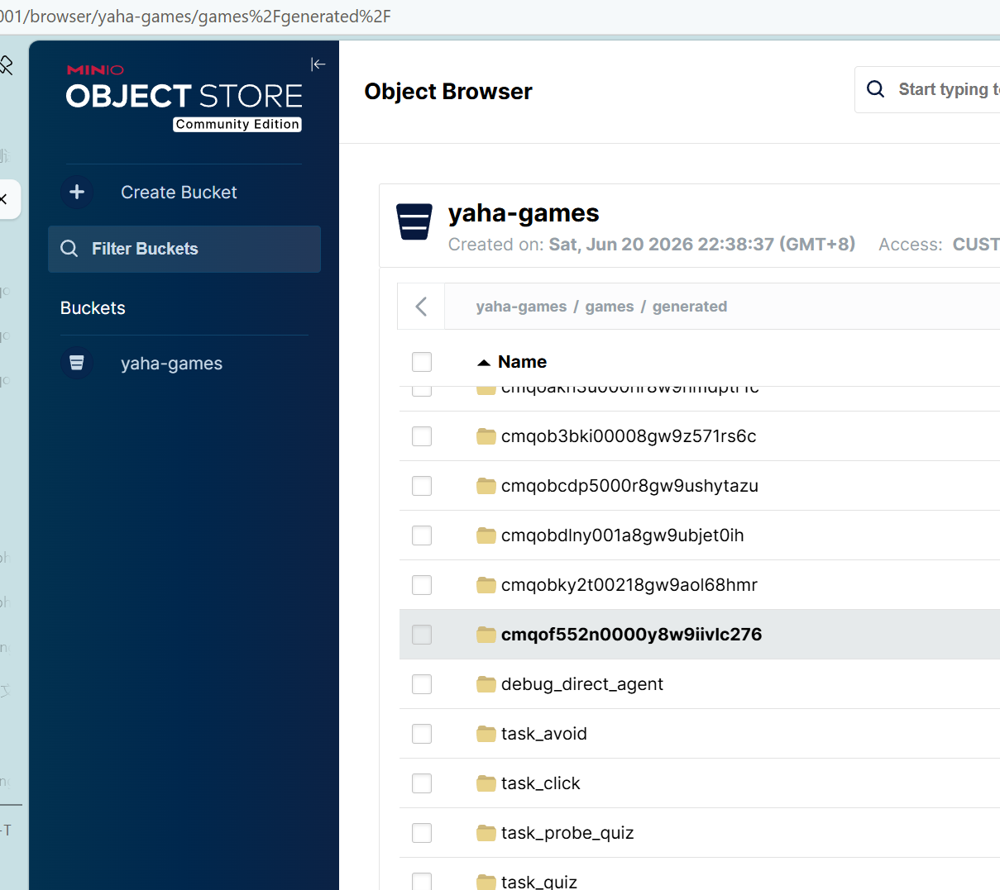 001/browser/yaha-games/games%2Fgenerated%2F
MINIO
OBJECT STORE
Community Edition
Create Bucket
Filter Buckets
Buckets
yaha-games
Object Browser
Start typing
yaha-games
Created on: Sat, Jun 20 2026 22:38:37 (GMT+8) Access: CUST
yaha-games / games / generated
Name
cmqob3bki00008gw9z571rs6c
cmqobcdp5000r8gw9ushytazu
cmqobdlny001a8gw9ubjet0ih
cmqobky2t00218gw9aol68hmr
cmqof552n0000y8w9iivlc276
debug_direct_agent
task_avoid
task_click
task_probe_quiz
task_quiz
-T